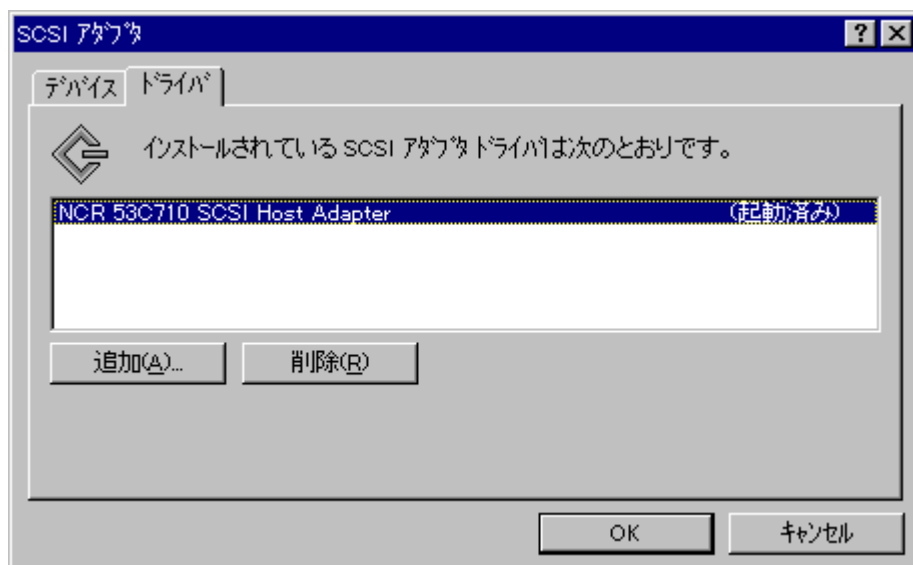 SCSI アダプタ
デバイス ドライバ
インストールされている SCSI アダプタ ドライバは次のとおりです。
NCR 53C710 SCSI Host Adapter (起動済み)
追加(A)... 削除(R)
OK キャンセル